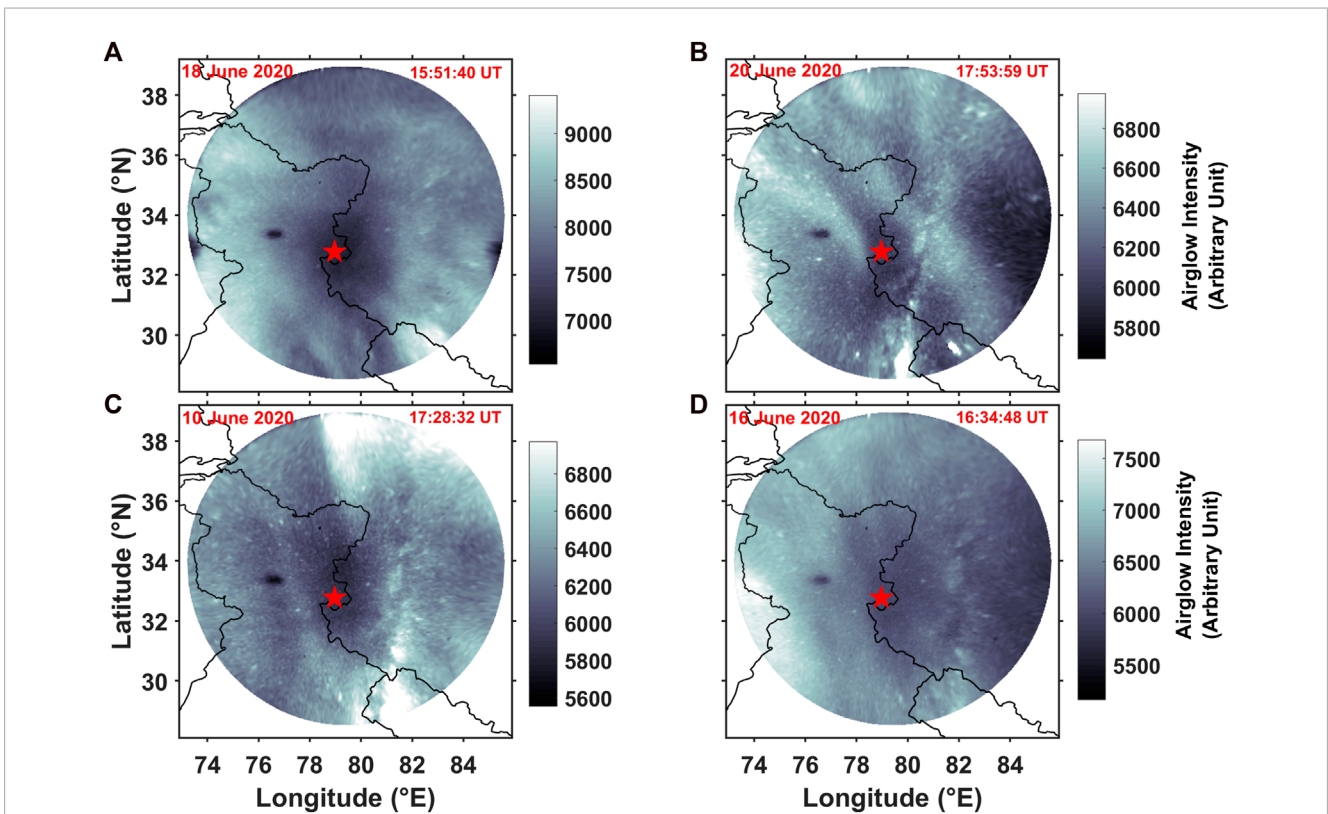 A
B
18 June 2020
15:51:40 UT
20 June 2020
17:53:59 UT
38
36
34
32
30
Latitude (°N)
9000
8500
8000
7500
7000
6800
6600
6400
6200
6000
5800
Airglow Intensity
(Arbitrary Unit)
C
D
10 June 2020
17:28:32 UT
16 June 2020
16:34:48 UT
38
36
34
32
30
Latitude (°N)
6800
6600
6400
6200
6000
5800
5600
7500
7000
6500
6000
5500
Airglow Intensity
(Arbitrary Unit)
74 76 78 80 82 84
Longitude (°E)
74 76 78 80 82 84
Longitude (°E)